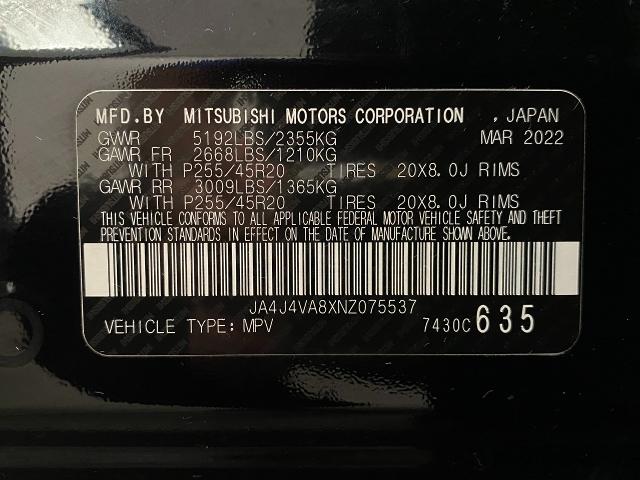 MFD.BY MITSUBISHI MOTORS CORPORATION , JAPAN
GVWR 5192LBS/2355KG MAR 2022
GAWR FR 2668LBS/1210KG
WITH P255/45R20 TIRES 20X8.0J RIMS
GAWR RR 3009LBS/1365KG
WITH P255/45R20 TIRES 20X8.0J RIMS
THIS VEHICLE CONFORMS TO ALL APPLICABLE FEDERAL MOTOR VEHICLE SAFETY AND THEFT
PREVENTION STANDARDS IN EFFECT ON THE DATE OF MANUFACTURE SHOWN ABOVE.
JA4J4VA8XNZ075537
VEHICLE TYPE: MPV 7430C 635